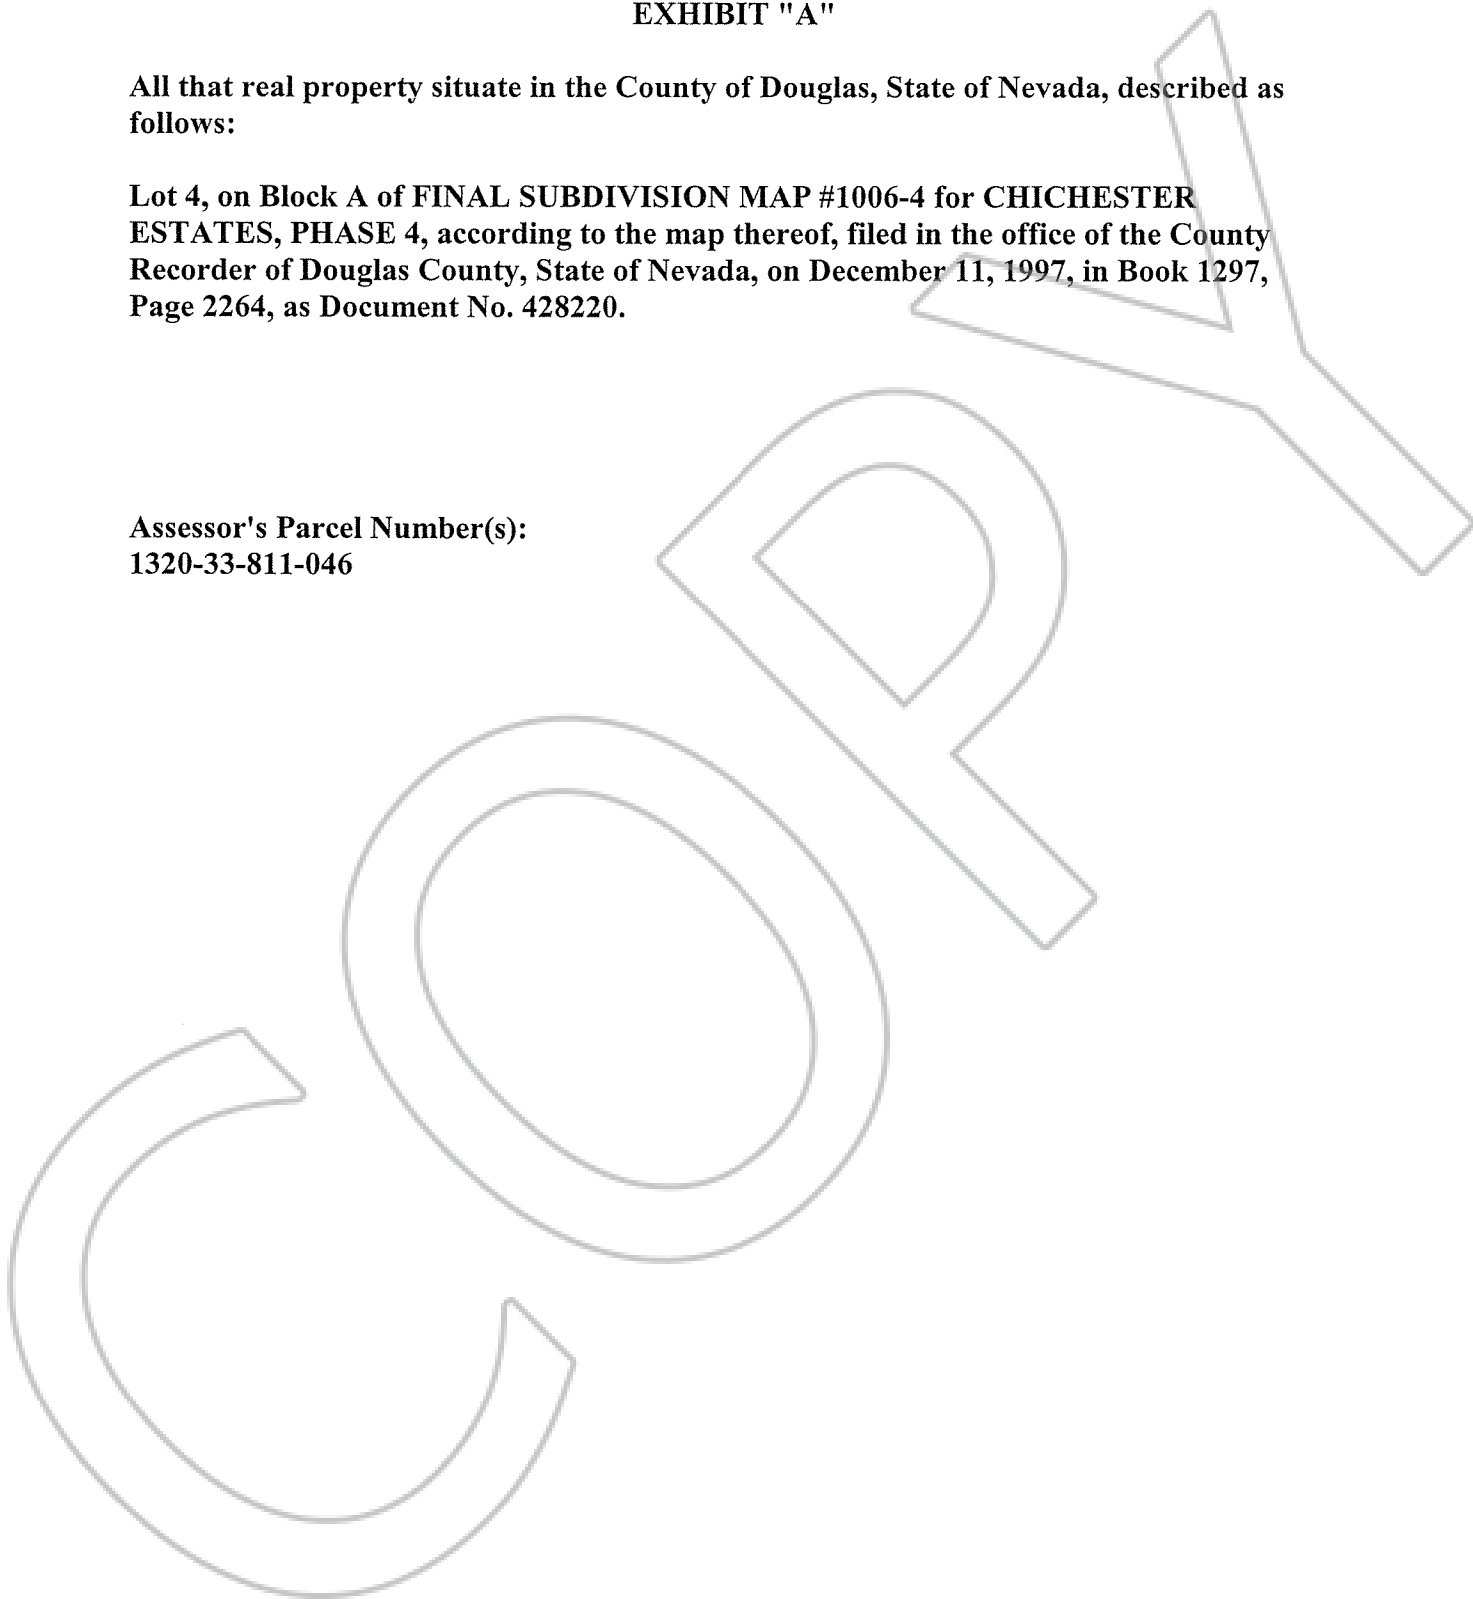 EXHIBIT "A"
All that real property situate in the County of Douglas, State of Nevada, described as
follows:
Lot 4, on Block A of FINAL SUBDIVISION MAP #1006-4 for CHICHESTER
ESTATES, PHASE 4, according to the map thereof, filed in the office of the County
Recorder of Douglas County, State of Nevada, on December 11, 1997, in Book 1297,
Page 2264, as Document No. 428220.
Assessor's Parcel Number(s):
1320-33-811-046
COPY